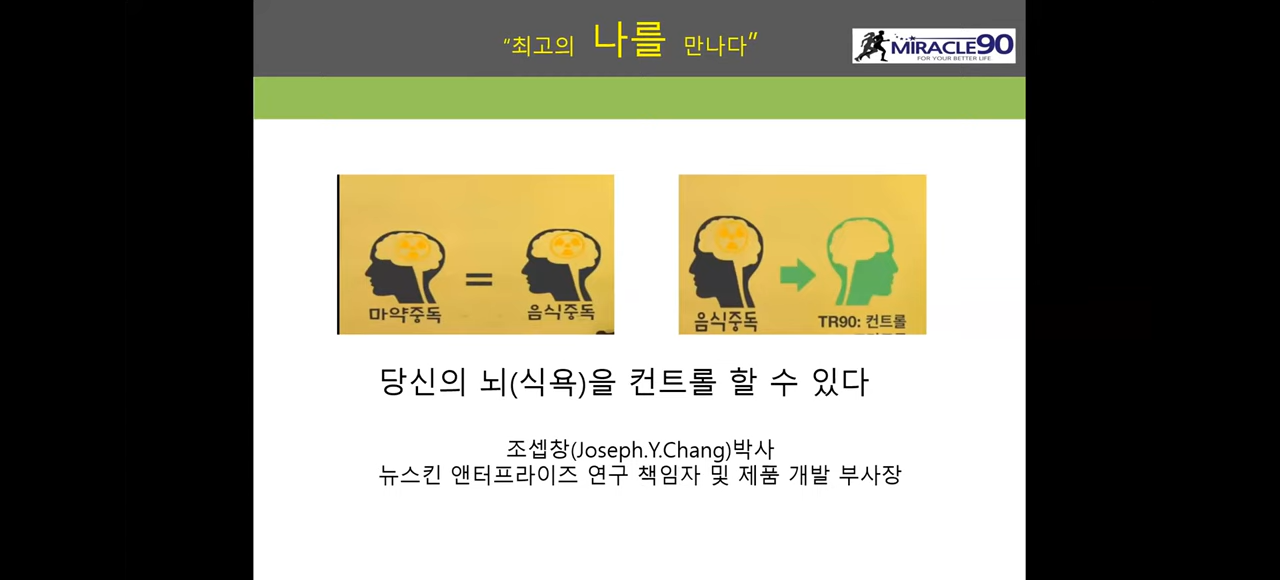 “최고의 나를 만나다”
MIRACLE90
FOR YOUR BETTER LIFE
마약중독
=
음식중독
음식중독
TR90: 컨트롤
당신의 뇌(식욕)을 컨트롤 할 수 있다
조셉창(Joseph.Y.Chang)박사
뉴스킨 앤터프라이즈 연구 책임자 및 제품 개발 부사장